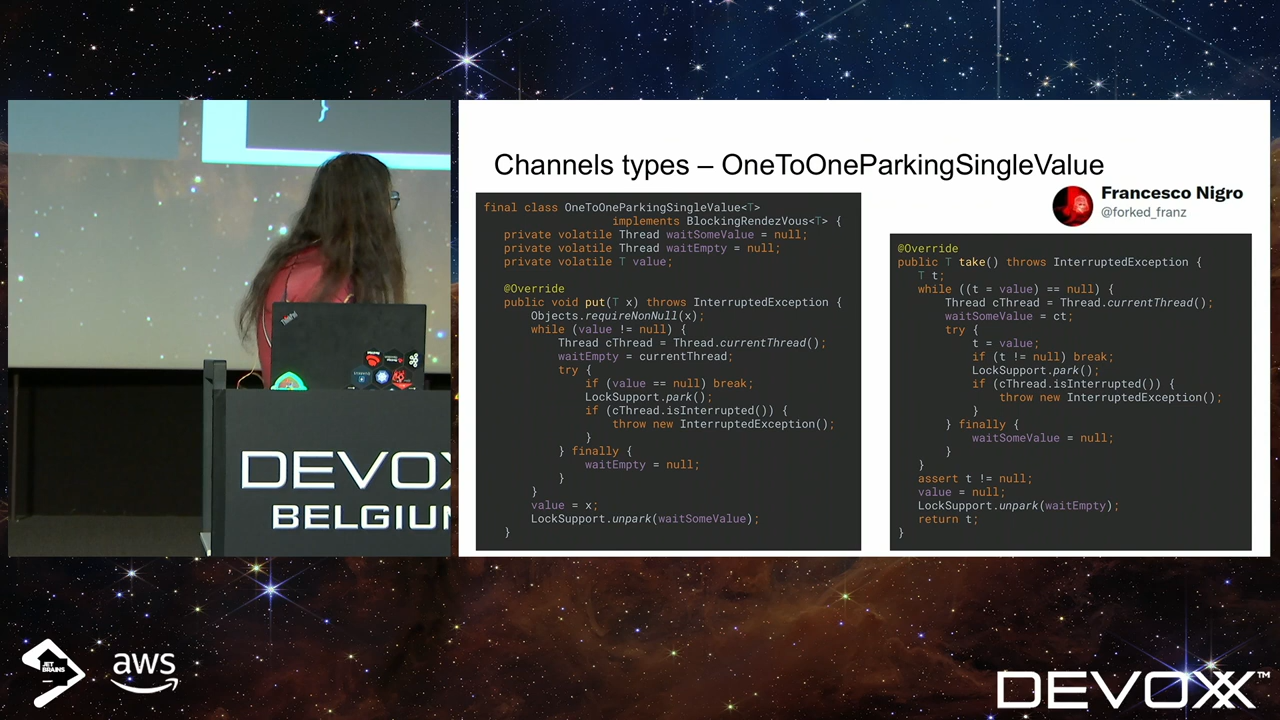 }
ThinkPad
DEVOX
BELGIUM
Channels types – OneToOneParkingSingleValue
final class OneToOneParkingSingleValue<T>
implements BlockingRendezVous<T> {
private volatile Thread waitSomeValue = null;
private volatile Thread waitEmpty = null;
private volatile T value;
@Override
public void put(T x) throws InterruptedException {
Objects.requireNonNull(x);
while (value != null) {
Thread cThread = Thread.currentThread();
waitEmpty = currentThread;
try {
if (value == null) break;
LockSupport.park();
if (cThread.isInterrupted()) {
throw new InterruptedException();
}
} finally {
waitEmpty = null;
}
}
value = x;
LockSupport.unpark(waitSomeValue);
}
Francesco Nigro
@forked_franz
@Override
public T take() throws InterruptedException {
T t;
while ((t = value) == null) {
Thread cThread = Thread.currentThread();
waitSomeValue = ct;
try {
t = value;
if (t != null) break;
LockSupport.park();
if (cThread.isInterrupted()) {
throw new InterruptedException();
}
} finally {
waitSomeValue = null;
}
}
assert t != null;
value = null;
LockSupport.unpark(waitEmpty);
return t;
}
JET
BRAINS
aws
DEVOXX™